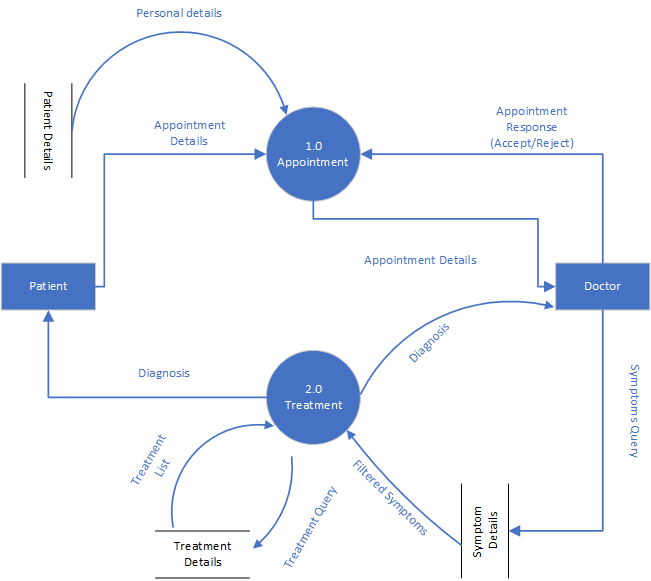 Personal details
Patient Details
Appointment
Details
1.0
Appointment
Appointment
Response
(Accept/Reject)
Appointment Details
Patient
Doctor
Diagnosis
Diagnosis
2.0
Treatment
Symptoms Query
Treatment
List
Treatment Query
Filtered Symptoms
Symptom
Details
Treatment
Details